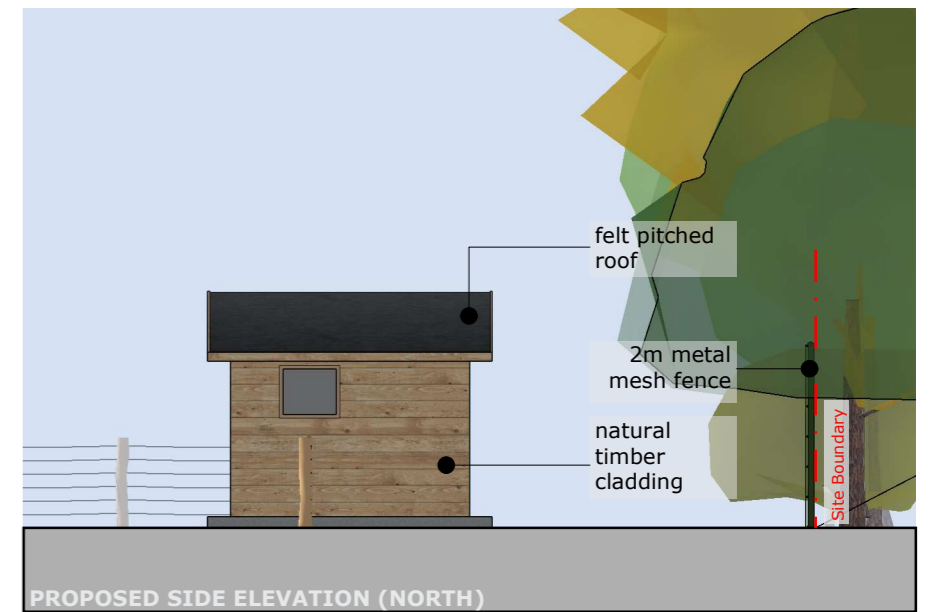 felt pitched
roof
2m metal
mesh fence
natural
timber
cladding
Site Boundary
PROPOSED SIDE ELEVATION (NORTH)